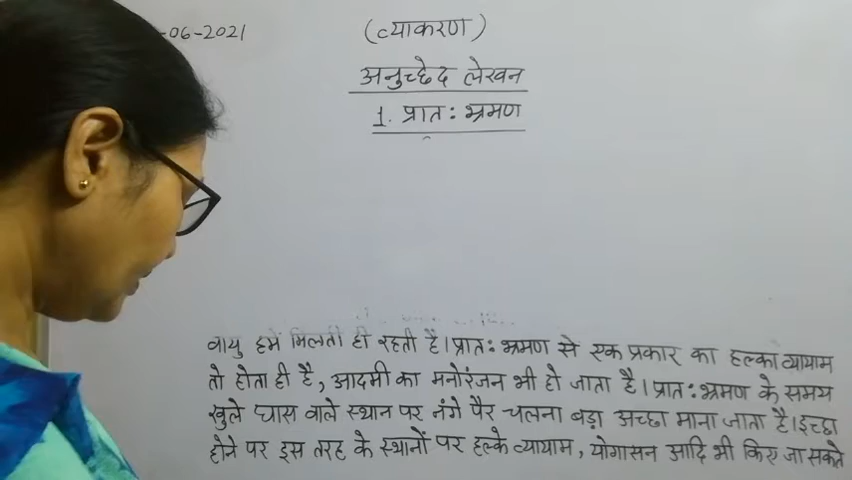 -06-2021
(व्याकरण)
अनुच्छेद लेखन
1. प्रात: भ्रमण
वायु हमें मिलती ही रहती है। प्रात: भ्रमण से एक प्रकार का हल्का व्यायाम
तो होता ही है, आदमी का मनोरंजन भी हो जाता है। प्रात: भ्रमण के समय
खुले घास वाले स्थान पर नंगे पैर चलना बड़ा अच्छा माना जाता है। इच्छा
होने पर इस तरह के स्थानों पर हल्के व्यायाम, योगासन आदि भी किए जा सकते